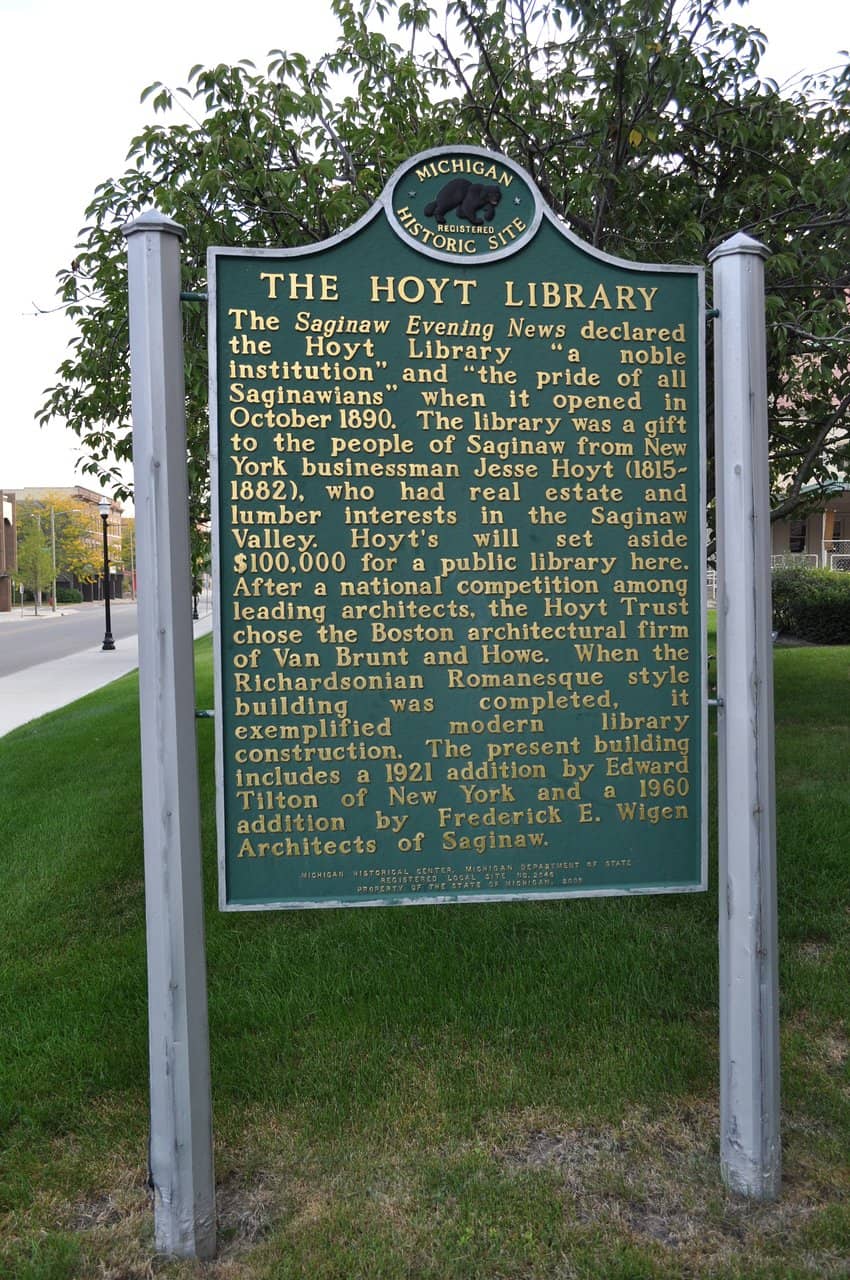 MICHIGAN
REGISTERED
HISTORIC SITE
THE HOYT LIBRARY
The Saginaw Evening News declared
the Hoyt Library “a noble
institution” and “the pride of all
Saginawians” when it opened in
October 1890. The library was a gift
to the people of Saginaw from New
York businessman Jesse Hoyt (1815-
1882), who had real estate and
lumber interests in the Saginaw
Valley. Hoyt's will set aside
$100,000 for a public library here.
After a national competition among
leading architects, the Hoyt Trust
chose the Boston architectural firm
of Van Brunt and Howe. When the
Richardsonian Romanesque style
building was completed, it
exemplified modern library
construction. The present building
includes a 1921 addition by Edward
Tilton of New York and a 1960
addition by Frederick E. Wigen
Architects of Saginaw.
MICHIGAN HISTORICAL CENTER, MICHIGAN DEPARTMENT OF STATE
REGISTERED LOCAL SITE NO.
PROPERTY OF THE STATE OF MICHIGAN,